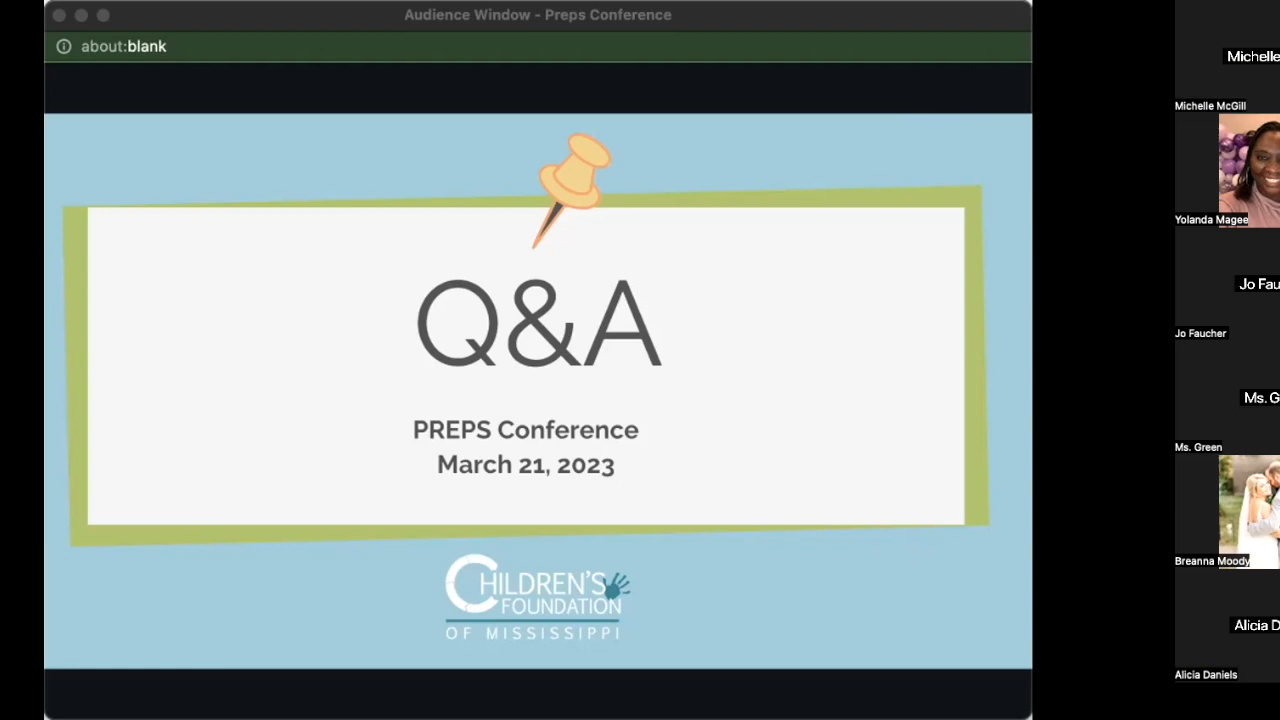 Audience Window - Preps Conference
about:blank
Q&A
PREPS Conference
March 21, 2023
CHILDREN'S
FOUNDATION
OF MISSISSIPPI
Michelle
Michelle McGill
Yolanda Magee
Jo Fau
Jo Faucher
Ms. G
Ms. Green
Breanna Moody
Alicia D
Alicia Daniels